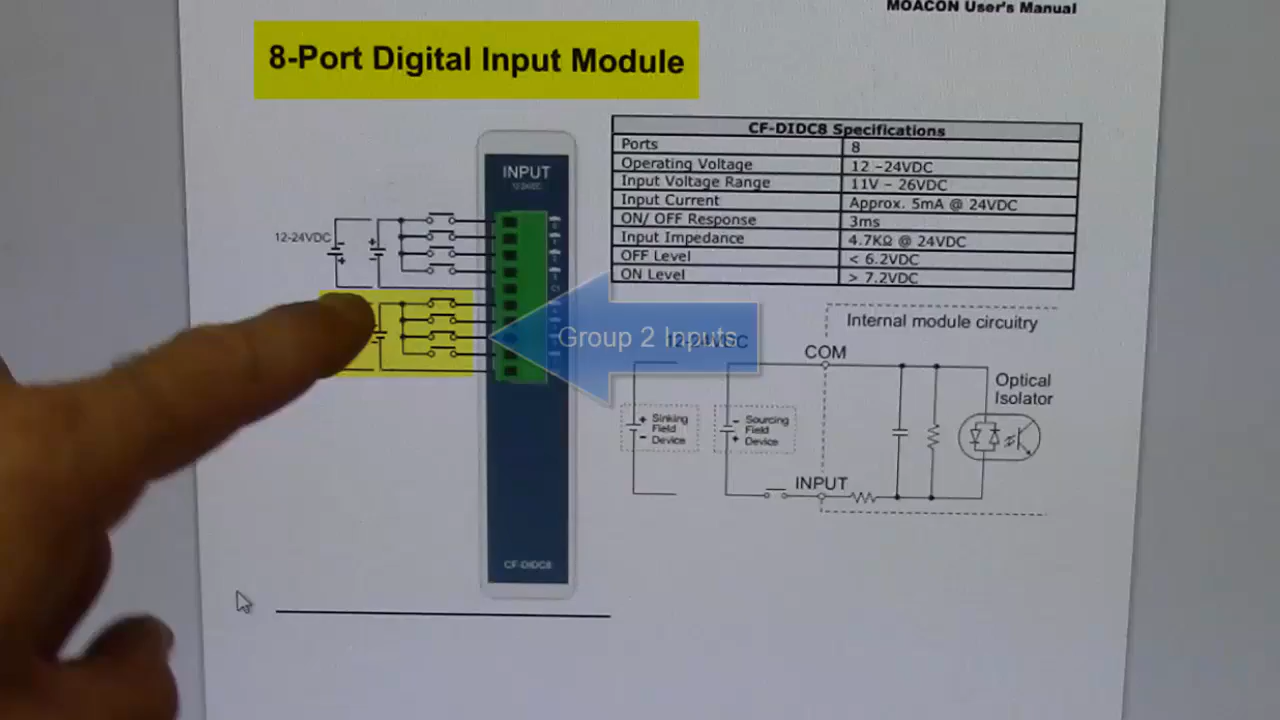 MOACON User's Manual
8-Port Digital Input Module
CF-DIDC8 Specifications
Ports 8
Operating Voltage 12 –24VDC
Input Voltage Range 11V – 26VDC
Input Current Approx. 5mA @ 24VDC
ON/ OFF Response 3ms
Input Impedance 4.7KΩ @ 24VDC
OFF Level < 6.2VDC
ON Level > 7.2VDC
INPUT
12-24VDC
12-24VDC
Group 2 Inputs
Internal module circuitry
COM
Optical
Isolator
Sinking
Field
Device
Sourcing
Field
Device
INPUT
CF-DIDC8